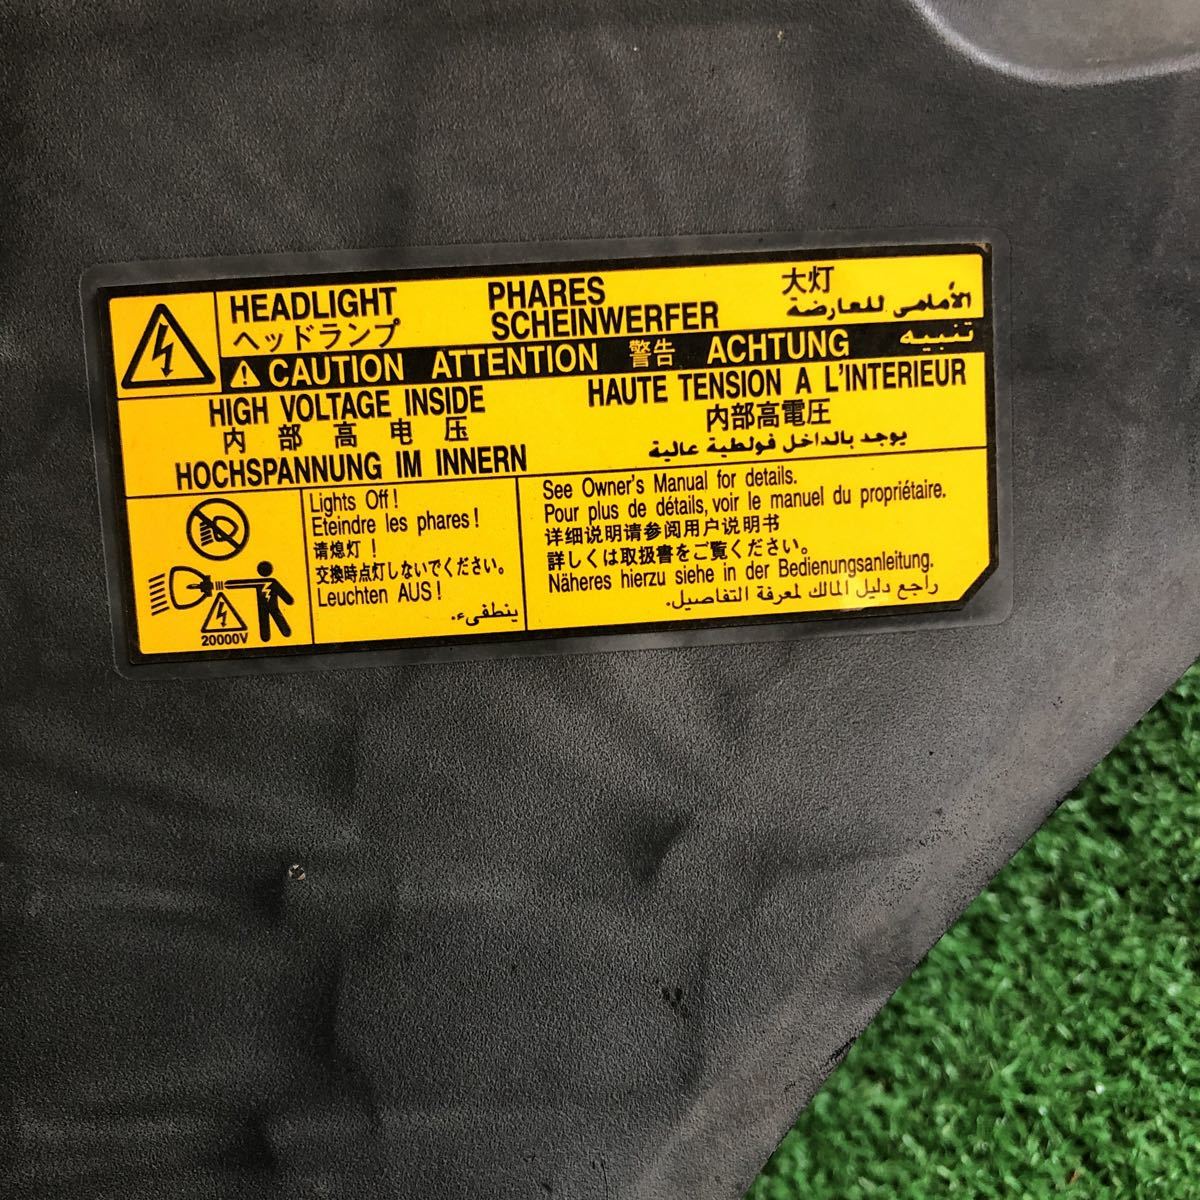 HEADLIGHT
ヘッドランプ
PHARES
SCHEINWERFER
大灯
الأمامي للعارضة
CAUTION ATTENTION 警告 ACHTUNG تنبيه
HIGH VOLTAGE INSIDE
内部高电压
HOCHSPANNUNG IM INNERN
HAUTE TENSION A L'INTERIEUR
内部高電圧
يوجد بالداخل فولطية عالية
20000V
Lights Off!
Eteindre les phares!
请熄灯!
交換時点灯しないでください。
Leuchten AUS!
ينطفىء.
See Owner's Manual for details.
Pour plus de détails, voir le manuel du propriétaire.
详细说明请参阅用户说明书
詳しくは取扱書をご覧ください。
Näheres hierzu siehe in der Bedienungsanleitung.
راجع دليل المالك لمعرفة التفاصيل.